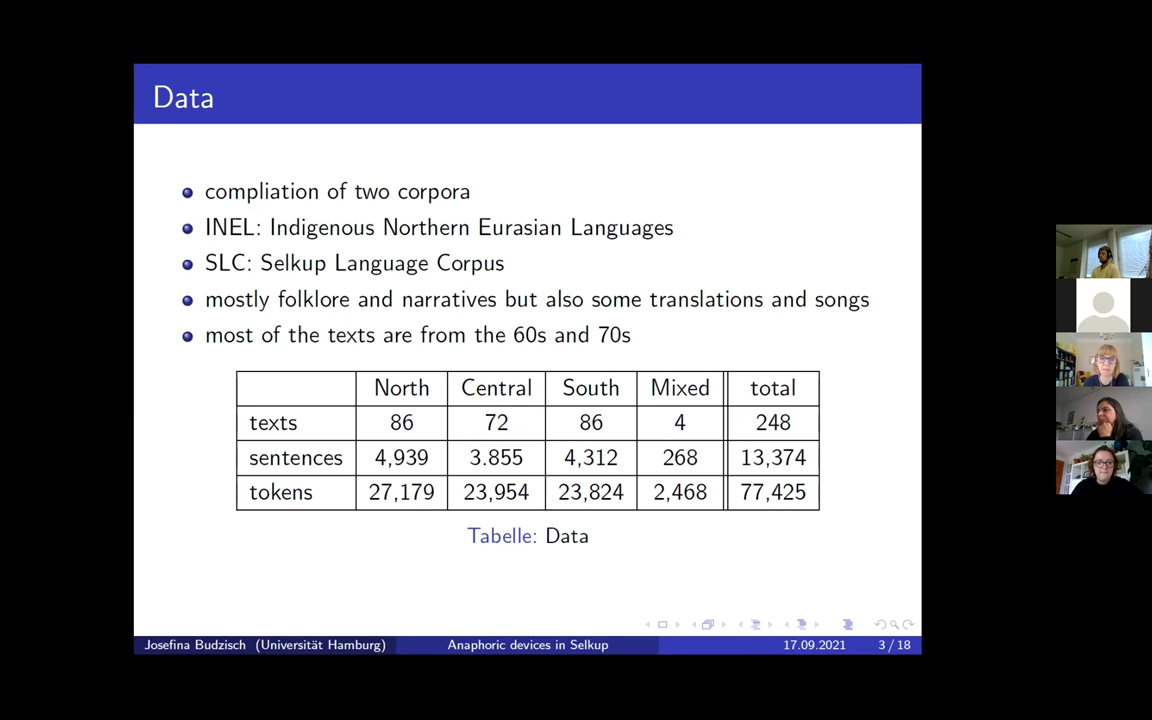 Data
compliation of two corpora
INEL: Indigenous Northern Eurasian Languages
SLC: Selkup Language Corpus
mostly folklore and narratives but also some translations and songs
most of the texts are from the 60s and 70s
North Central South Mixed total
texts 86 72 86 4 248
sentences 4,939 3.855 4,312 268 13,374
tokens 27,179 23,954 23,824 2,468 77,425
Tabelle: Data
Josefina Budzisch (Universität Hamburg) Anaphoric devices in Selkup 17.09.2021 3 / 18